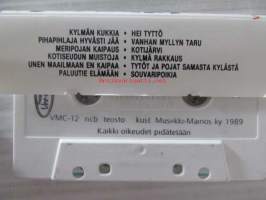 KYLMÄN KUKKIA • HEI TYTTÖ
PIHAPIHLAJA HYVÄSTI JÄÄ • VANHAN MYLLYN TARU
MERIPOJAN KAIPAUS • KOTIJÄRVI
KOTISEUDUN MUISTOJA • KYLMÄ RAKKAUS
UNEN MAAILMAAN EN KAIPAA • TYTÖT JA POJAT SAMASTA KYLÄSTÄ
PALUUTIE ELÄMÄÄN • SOUVARIPOIKIA
VMC-12 ncb teosto kust Musiikki-Mainos ky 1989
Kaikki oikeudet pidätetään